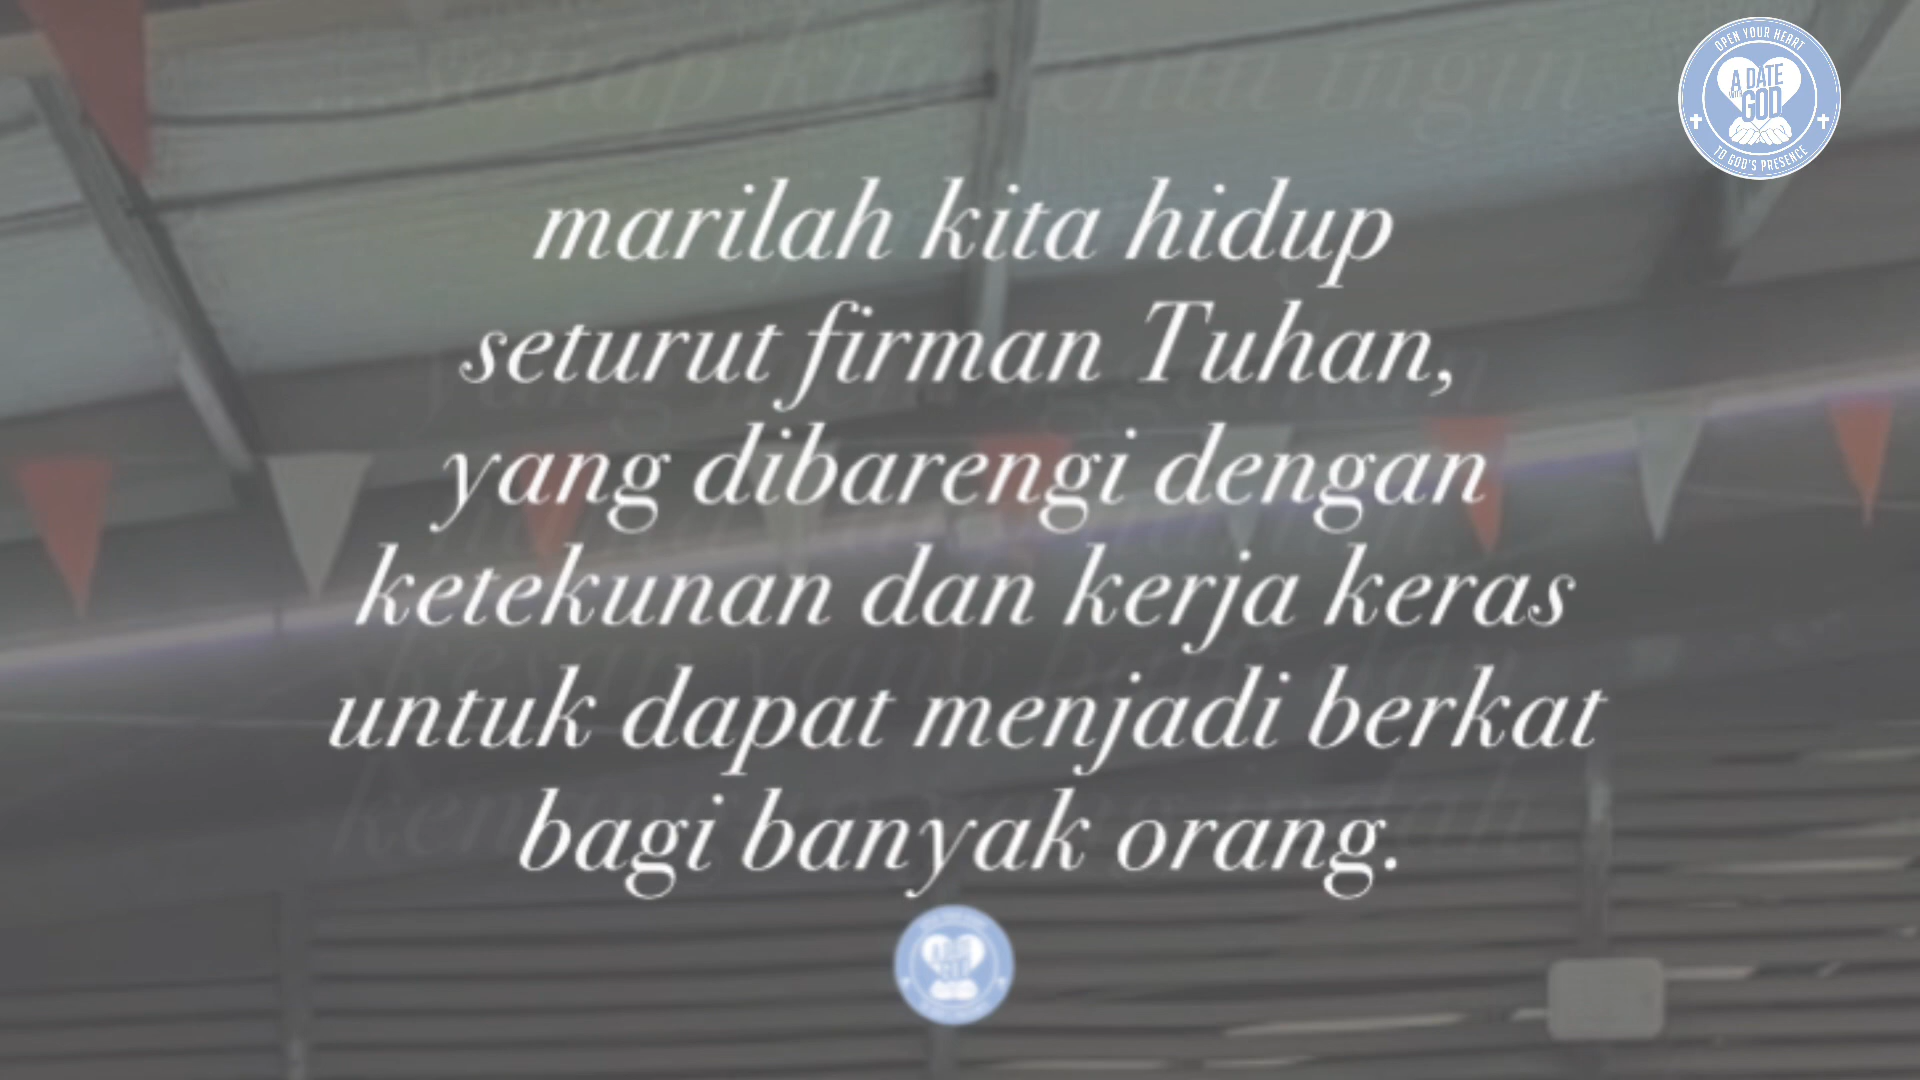 OPEN YOUR HEART
A DATE
WITH
GOD
TO GOD'S PRESENCE
marilah kita hidup
seturut firman Tuhan,
yang dibarengi dengan
ketekunan dan kerja keras
untuk dapat menjadi berkat
bagi banyak orang.